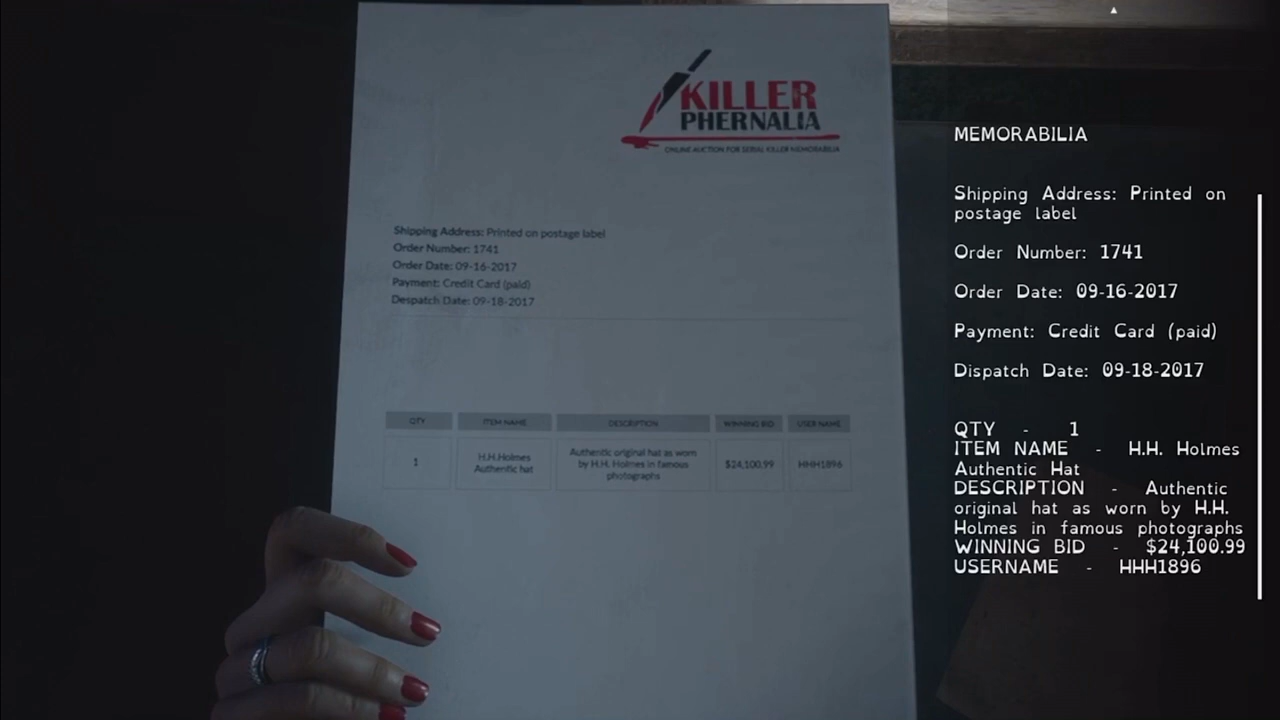 KILLER
PHERNALIA
ONLINE AUCTION FOR SERIAL KILLER MEMORABILIA
Shipping Address: Printed on postage label
Order Number: 1741
Order Date: 09-16-2017
Payment: Credit Card (paid)
Despatch Date: 09-18-2017
QTY ITEM NAME DESCRIPTION WINNING BID USER NAME
1
H.H.Holmes
Authentic hat
Authentic original hat as worn
by H.H. Holmes in famous
photographs
$24,100.99
HHH1896
MEMORABILIA
Shipping Address: Printed on
postage label
Order Number: 1741
Order Date: 09-16-2017
Payment: Credit Card (paid)
Dispatch Date: 09-18-2017
QTY - 1
ITEM NAME - H.H. Holmes
Authentic Hat
DESCRIPTION - Authentic
original hat as worn by H.H.
Holmes in famous photographs
WINNING BID - $24,100.99
USERNAME - HHH1896